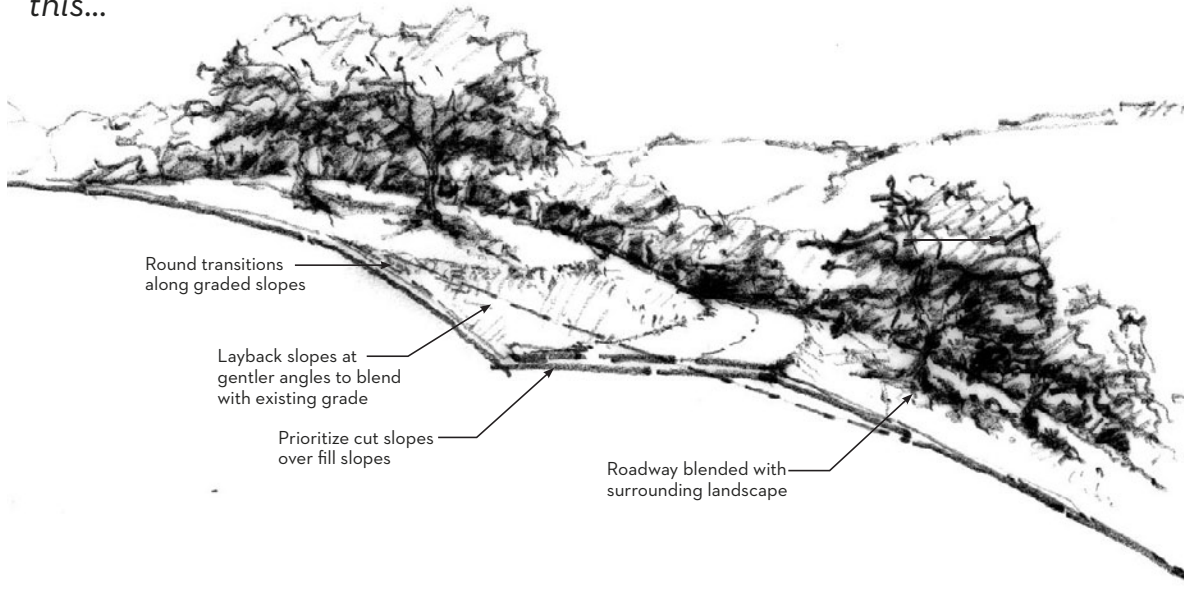 this...
Round transitions
along graded slopes
Layback slopes at
gentler angles to blend
with existing grade
Prioritize cut slopes
over fill slopes
Roadway blended with
surrounding landscape